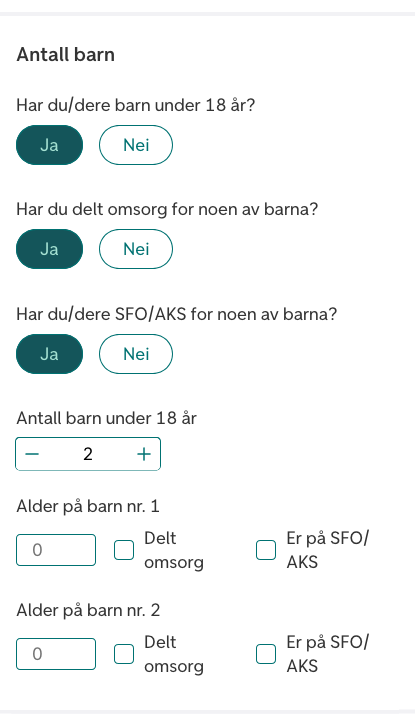 Antall barn
Har du/dere barn under 18 år?
Ja Nei
Har du delt omsorg for noen av barna?
Ja Nei
Har du/dere SFO/AKS for noen av barna?
Ja Nei
Antall barn under 18 år
− 2 +
Alder på barn nr. 1
0 Delt omsorg Er på SFO/
AKS
Alder på barn nr. 2
0 Delt omsorg Er på SFO/
AKS